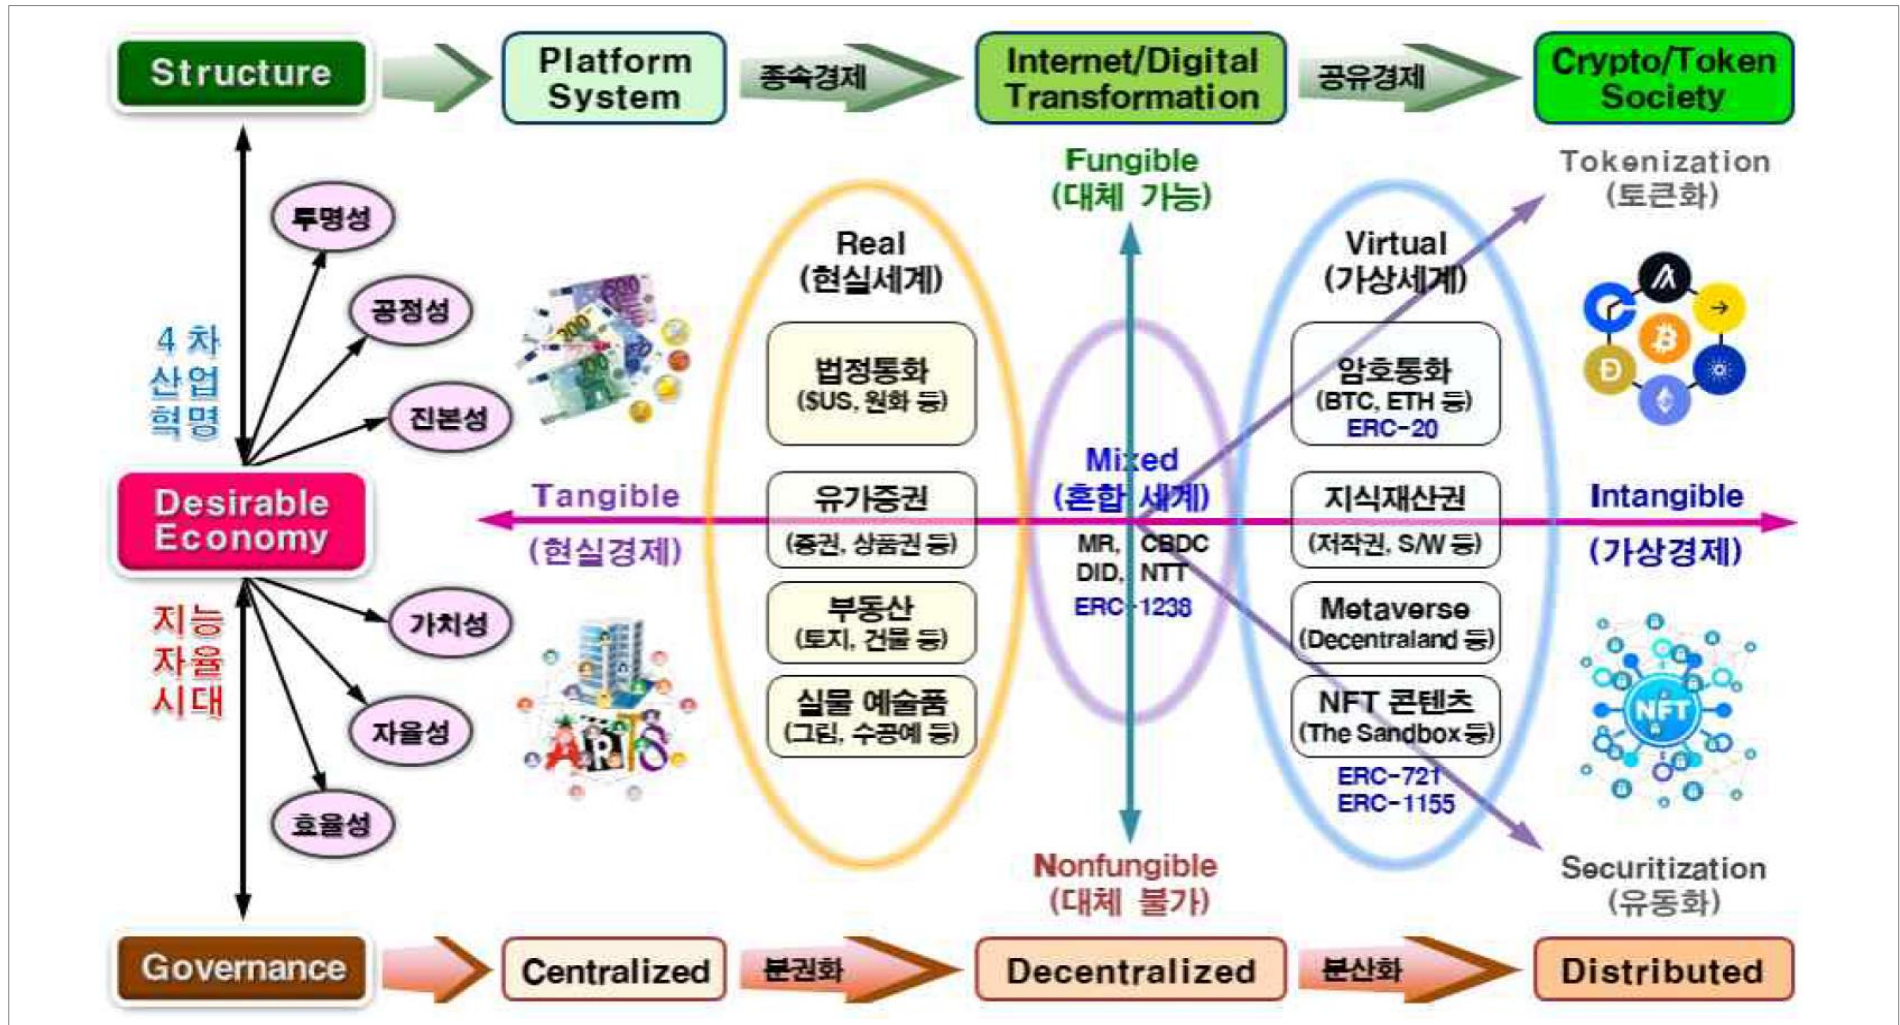 Structure
Platform
System
종속경제
Internet/Digital
Transformation
공유경제
Crypto/Token
Society
Fungible
(대체 가능)
Tokenization
(토큰화)
투명성
공정성
진본성
4 차
산업
혁명
Real
(현실세계)
법정통화
($US, 원화 등)
유가증권
(증권, 상품권 등)
부동산
(토지, 건물 등)
실물 예술품
(그림, 수공예 등)
Virtual
(가상세계)
암호통화
(BTC, ETH 등)
ERC-20
지식재산권
(저작권, S/W 등)
Metaverse
(Decentraland 등)
NFT 콘텐츠
(The Sandbox 등)
ERC-721
ERC-1155
Mixed
(혼합 세계)
MR, CBDC
DID, NTT
ERC-1238
Desirable
Economy
Tangible
(현실경제)
Intangible
(가상경제)
지능
자율
시대
가치성
자율성
효율성
500
200
ARTS
NFT
Nonfungible
(대체 불가)
Securitization
(유동화)
Governance
Centralized
분권화
Decentralized
분산화
Distributed